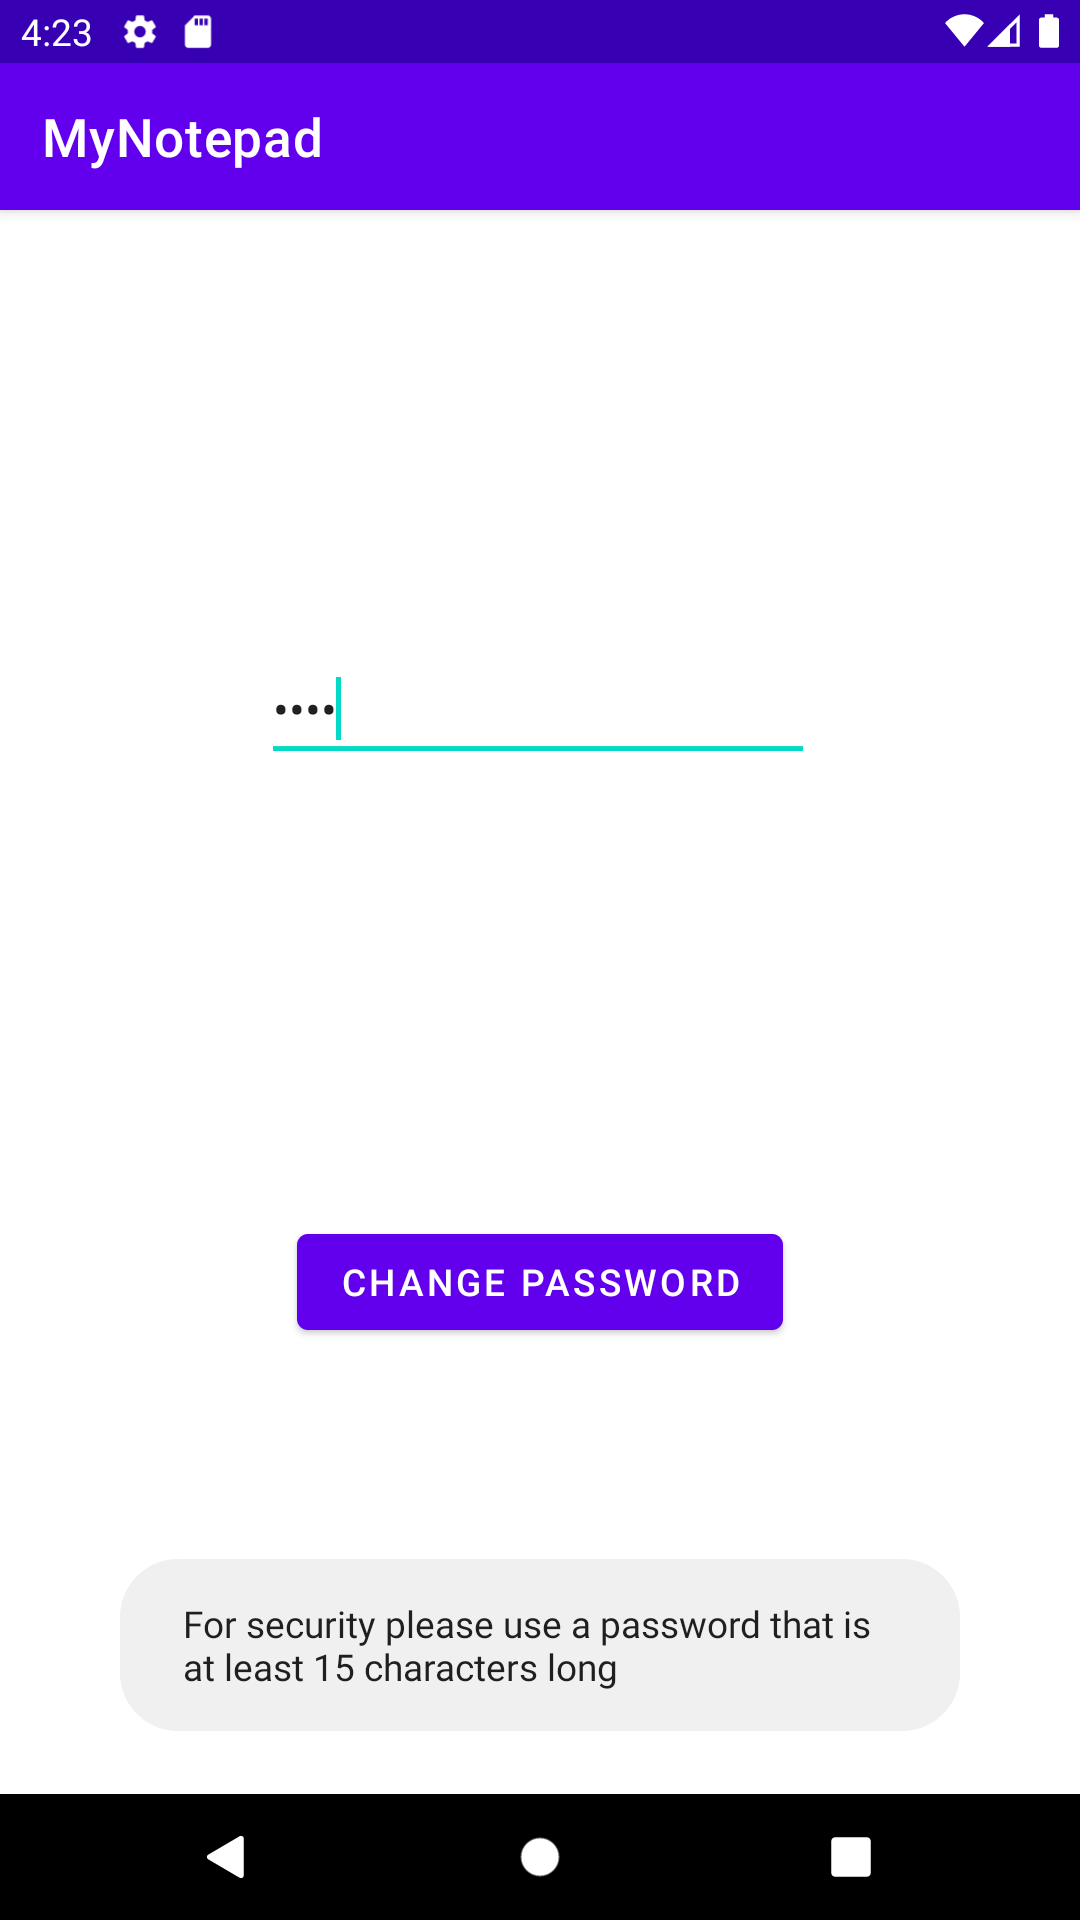 4:23
MyNotepad
••••
CHANGE PASSWORD
For security please use a password that is
at least 15 characters long